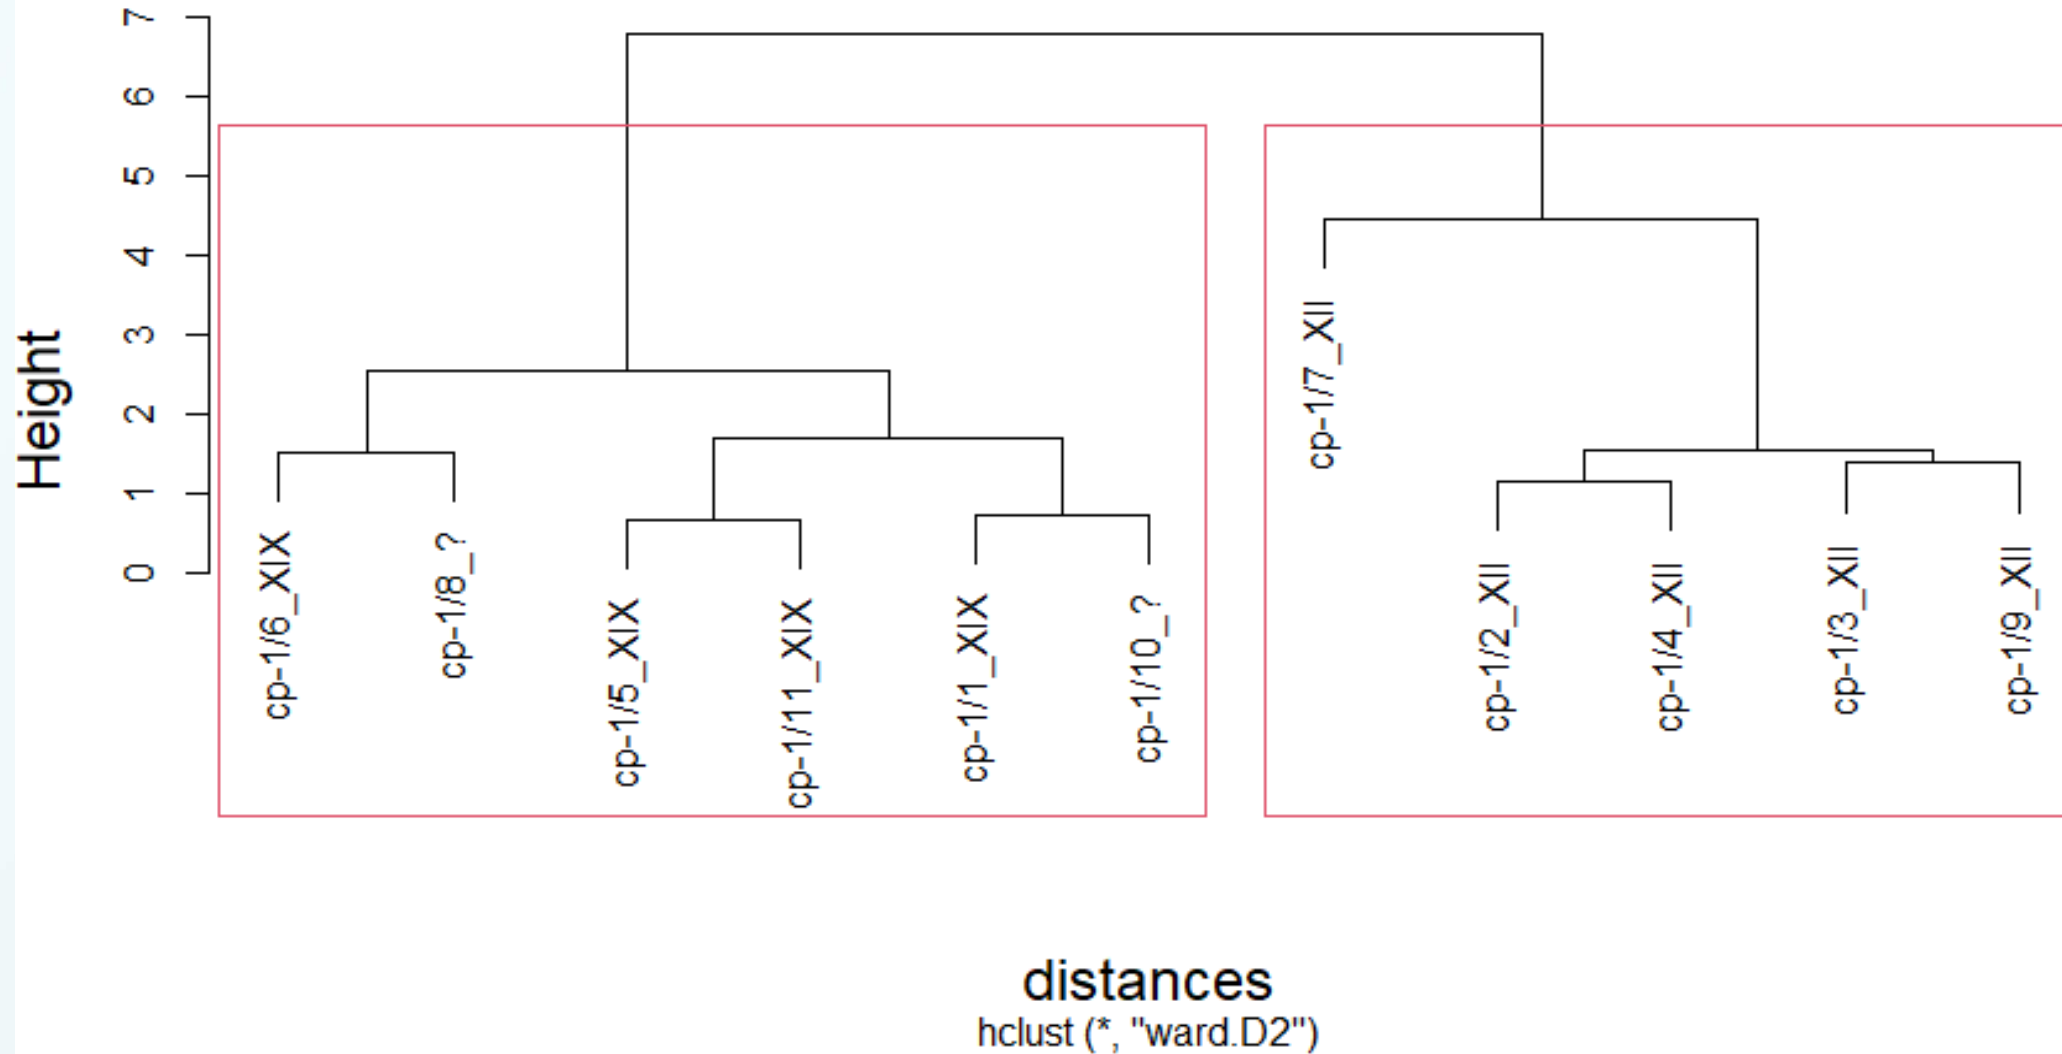 7
6
5
4
3
2
1
0
Height
cp-1/6_XIX
cp-1/8_?
cp-1/5_XIX
cp-1/11_XIX
cp-1/1_XIX
cp-1/10_?
cp-1/7_XII
cp-1/2_XII
cp-1/4_XII
cp-1/3_XII
cp-1/9_XII
distances
hclust (*, "ward.D2")